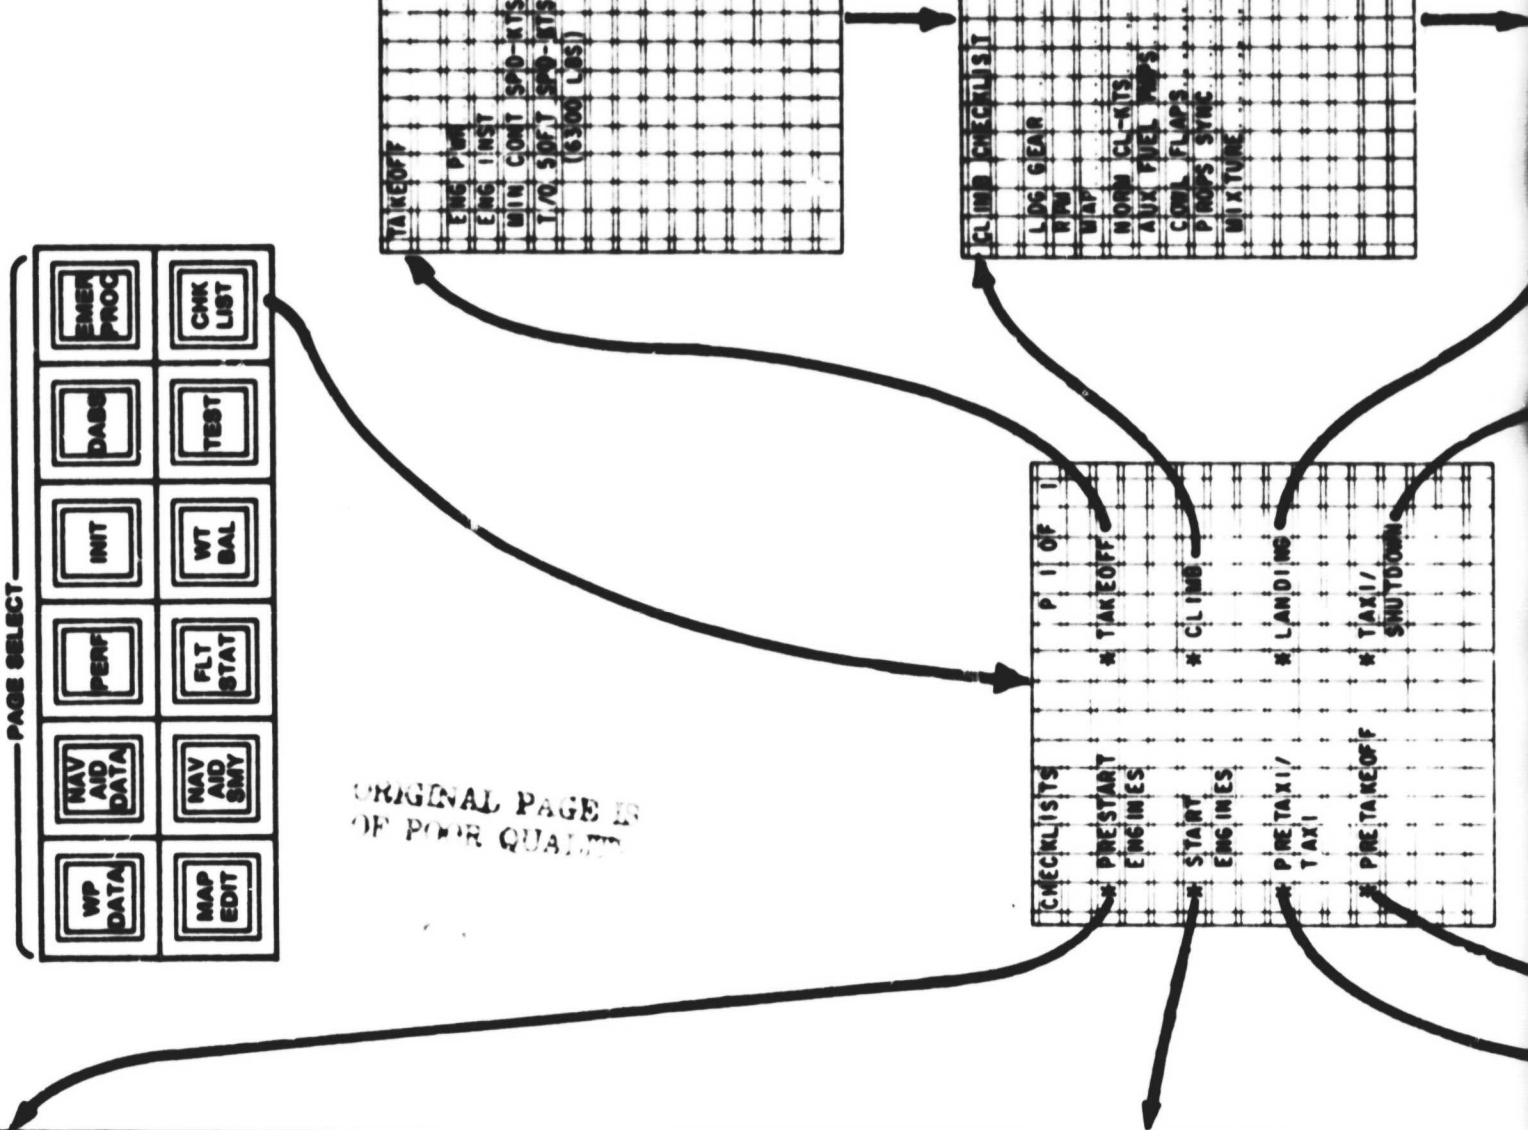 PAGE SELECT
WP
DATA
NAV
AID
DATA
PERF
INIT
DABS
EMER
PROC
MAP
EDIT
NAV
AID
SMY
FLT
STAT
WT
BAL
TEST
CHK
LIST
TAKEOFF
ENG PWR
ENG INST
MIN CONT SPD-KTS
T/O 50FT SPD-KTS
(6300 LBS)
CLIMB CHECKLIST
LDG GEAR
RPM
MAP
NORM CL-KTS
AUX FUEL PMPS
COWL FLAPS
PROPS SYNC
MIXTURE
CHECKLISTS P 1 OF 1
* PRESTART * TAKEOFF
ENGINES
* START * CLIMB
ENGINES
* PRETAXI/ * LANDING
TAXI
* PRETAKEOFF * TAXI/
SHUTDOWN
ORIGINAL PAGE IS
OF POOR QUALITY